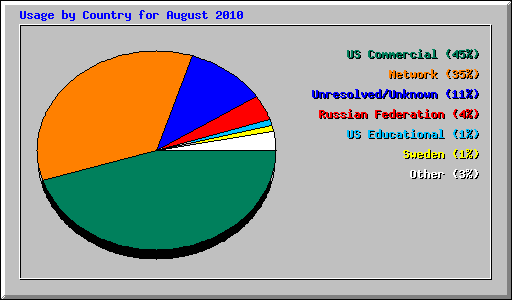 Usage by Country for August 2010
US Commercial (45%)
Network (35%)
Unresolved/Unknown (11%)
Russian Federation (4%)
US Educational (1%)
Sweden (1%)
Other (3%)